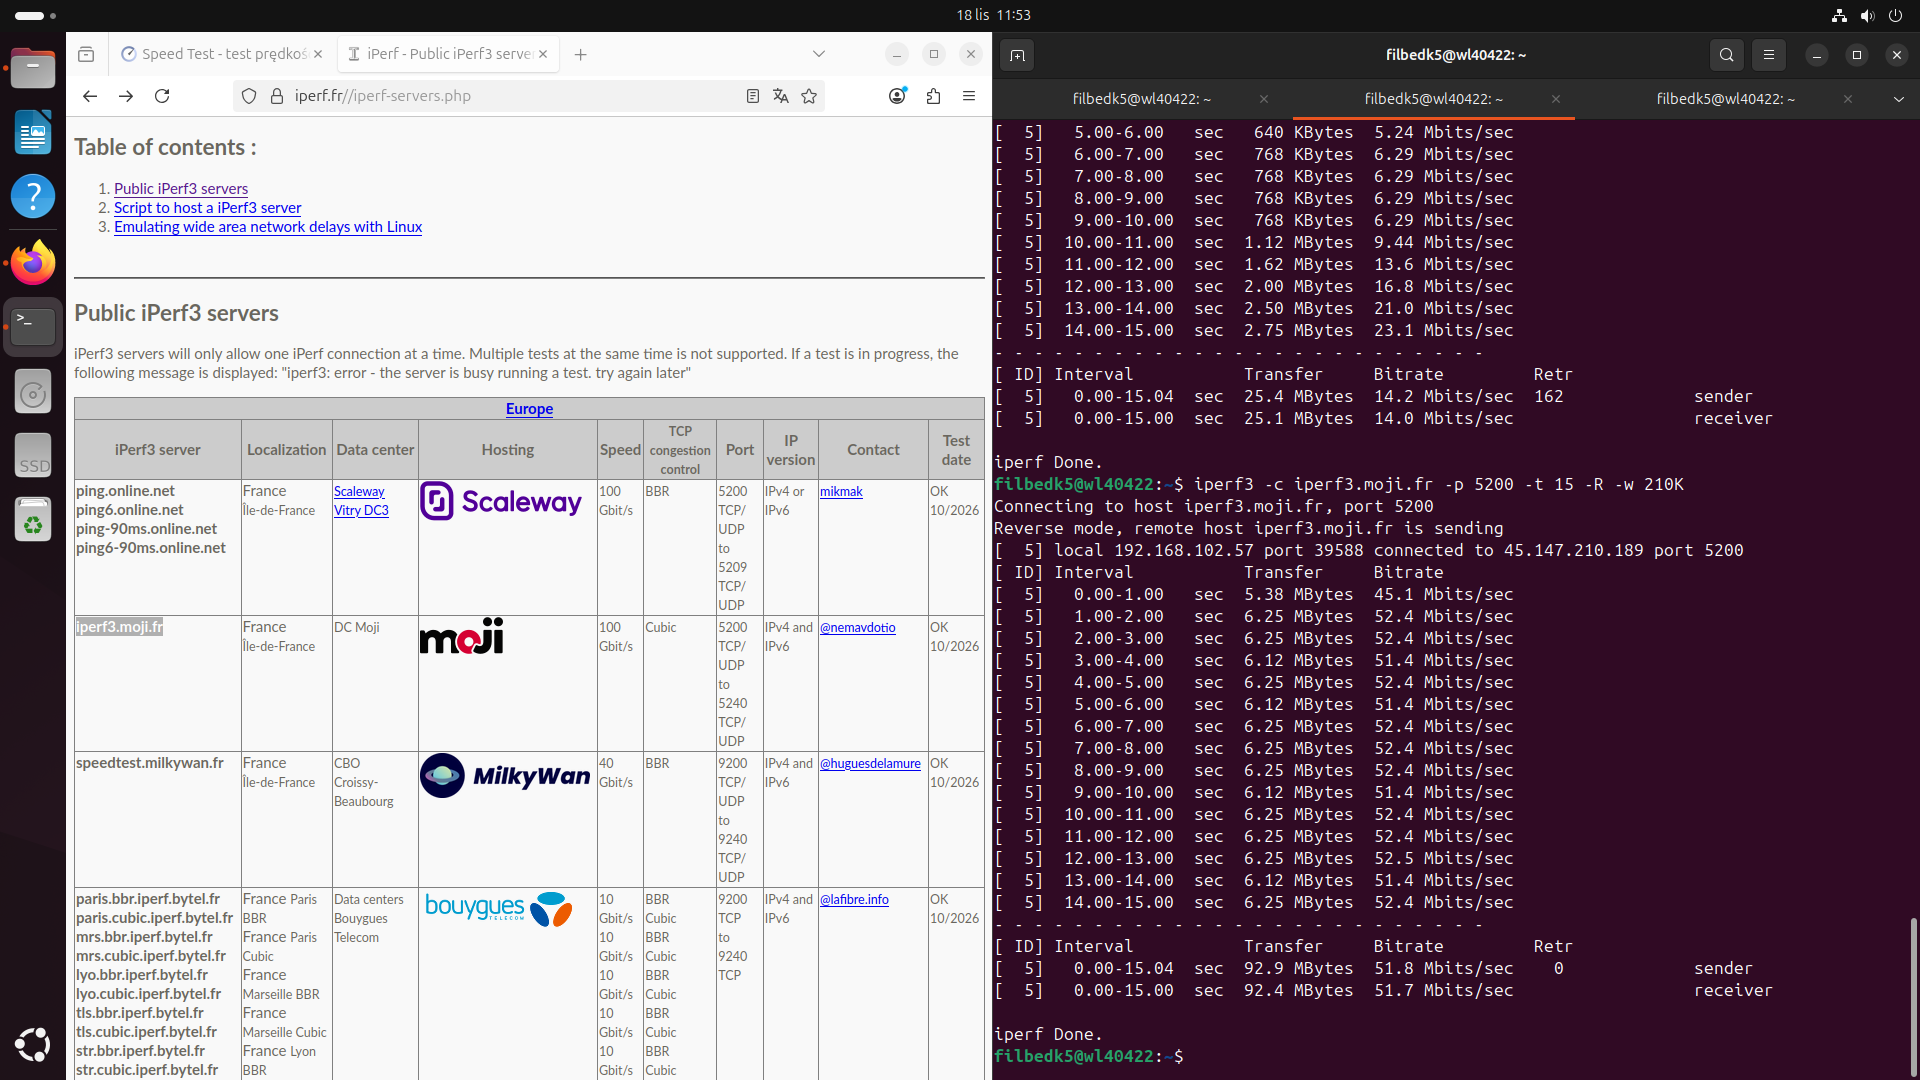 18 lis 11:53
Speed Test - test prędkoś
iPerf - Public iPerf3 serve
iperf.fr//iperf-servers.php
Table of contents :
1. Public iPerf3 servers
2. Script to host a iPerf3 server
3. Emulating wide area network delays with Linux
Public iPerf3 servers
iPerf3 servers will only allow one iPerf connection at a time. Multiple tests at the same time is not supported. If a test is in progress, the
following message is displayed: "iperf3: error - the server is busy running a test. try again later"
Europe
iPerf3 server Localization Data center Hosting Speed TCP congestion control Port IP version Contact Test date
ping.online.net France Scaleway Scaleway 100 BBR 5200 IPv4 or mikmak OK
ping6.online.net Île-de-France Vitry DC3 Gbit/s TCP/ IPv6 10/2026
ping-90ms.online.net UDP
ping6-90ms.online.net to
5209
TCP/
UDP
iperf3.moji.fr France DC Moji moji 100 Cubic 5200 IPv4 and @nemavdotio OK
Île-de-France Gbit/s TCP/ IPv6 10/2026
UDP
to
5240
TCP/
UDP
speedtest.milkywan.fr France CBO MilkyWan 40 BBR 9200 IPv4 and @huguesdelamure OK
Île-de-France Croissy- Gbit/s TCP/ IPv6 10/2026
Beaubourg UDP
to
9240
TCP/
UDP
paris.bbr.iperf.bytel.fr France Paris Data centers bouygues TELECOM 10 BBR 9200 IPv4 and @lafibre.info OK
paris.cubic.iperf.bytel.fr BBR Bouygues Gbit/s Cubic TCP IPv6 10/2026
mrs.bbr.iperf.bytel.fr France Paris Telecom 10 BBR to
mrs.cubic.iperf.bytel.fr Cubic Gbit/s Cubic 9240
lyo.bbr.iperf.bytel.fr France 10 BBR TCP
lyo.cubic.iperf.bytel.fr Marseille BBR Gbit/s Cubic
tls.bbr.iperf.bytel.fr France 10 BBR
tls.cubic.iperf.bytel.fr Marseille Cubic Gbit/s Cubic
str.bbr.iperf.bytel.fr France Lyon 10 BBR
str.cubic.iperf.bytel.fr BBR Gbit/s Cubic
>_
?
SSD
filbedk5@wl40422: ~
filbedk5@wl40422: ~ filbedk5@wl40422: ~ filbedk5@wl40422: ~
[  5]   5.00-6.00   sec   640 KBytes  5.24 Mbits/sec
[  5]   6.00-7.00   sec   768 KBytes  6.29 Mbits/sec
[  5]   7.00-8.00   sec   768 KBytes  6.29 Mbits/sec
[  5]   8.00-9.00   sec   768 KBytes  6.29 Mbits/sec
[  5]   9.00-10.00  sec   768 KBytes  6.29 Mbits/sec
[  5]  10.00-11.00  sec  1.12 MBytes  9.44 Mbits/sec
[  5]  11.00-12.00  sec  1.62 MBytes  13.6 Mbits/sec
[  5]  12.00-13.00  sec  2.00 MBytes  16.8 Mbits/sec
[  5]  13.00-14.00  sec  2.50 MBytes  21.0 Mbits/sec
[  5]  14.00-15.00  sec  2.75 MBytes  23.1 Mbits/sec
- - - - - - - - - - - - - - - - - - - - - - - - -
[ ID] Interval           Transfer     Bitrate         Retr
[  5]   0.00-15.04  sec  25.4 MBytes  14.2 Mbits/sec  162             sender
[  5]   0.00-15.00  sec  25.1 MBytes  14.0 Mbits/sec                  receiver
iperf Done.
filbedk5@wl40422:~$ iperf3 -c iperf3.moji.fr -p 5200 -t 15 -R -w 210K
Connecting to host iperf3.moji.fr, port 5200
Reverse mode, remote host iperf3.moji.fr is sending
[  5] local 192.168.102.57 port 39588 connected to 45.147.210.189 port 5200
[ ID] Interval           Transfer     Bitrate
[  5]   0.00-1.00   sec  5.38 MBytes  45.1 Mbits/sec
[  5]   1.00-2.00   sec  6.25 MBytes  52.4 Mbits/sec
[  5]   2.00-3.00   sec  6.25 MBytes  52.4 Mbits/sec
[  5]   3.00-4.00   sec  6.12 MBytes  51.4 Mbits/sec
[  5]   4.00-5.00   sec  6.25 MBytes  52.4 Mbits/sec
[  5]   5.00-6.00   sec  6.12 MBytes  51.4 Mbits/sec
[  5]   6.00-7.00   sec  6.25 MBytes  52.4 Mbits/sec
[  5]   7.00-8.00   sec  6.25 MBytes  52.4 Mbits/sec
[  5]   8.00-9.00   sec  6.25 MBytes  52.4 Mbits/sec
[  5]   9.00-10.00  sec  6.12 MBytes  51.4 Mbits/sec
[  5]  10.00-11.00  sec  6.25 MBytes  52.4 Mbits/sec
[  5]  11.00-12.00  sec  6.25 MBytes  52.4 Mbits/sec
[  5]  12.00-13.00  sec  6.25 MBytes  52.5 Mbits/sec
[  5]  13.00-14.00  sec  6.12 MBytes  51.4 Mbits/sec
[  5]  14.00-15.00  sec  6.25 MBytes  52.4 Mbits/sec
- - - - - - - - - - - - - - - - - - - - - - - - -
[ ID] Interval           Transfer     Bitrate         Retr
[  5]   0.00-15.04  sec  92.9 MBytes  51.8 Mbits/sec    0             sender
[  5]   0.00-15.00  sec  92.4 MBytes  51.7 Mbits/sec                  receiver
iperf Done.
filbedk5@wl40422:~$